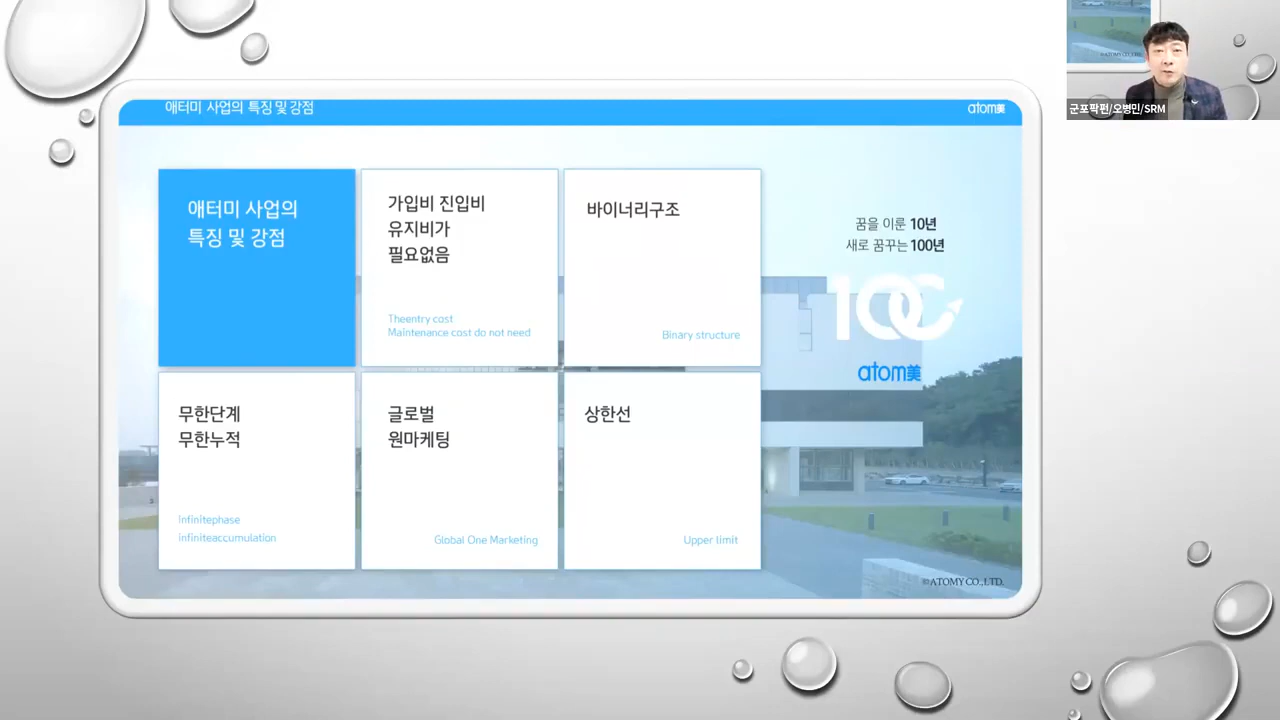 애터미 사업의 특징 및 강점
atom美
애터미 사업의
특징 및 강점
가입비 진입비
유지비가
필요없음
Theentry cost
Maintenance cost do not need
바이너리구조
Binary structure
무한단계
무한누적
infinitephase
infiniteaccumulation
글로벌
원마케팅
Global One Marketing
상한선
Upper limit
꿈을 이룬 10년
새로 꿈꾸는 100년
100
atom美
©ATOMY CO.,LTD.
©ATOMY CO.,LTD.
군포팍편/오병민/SRM